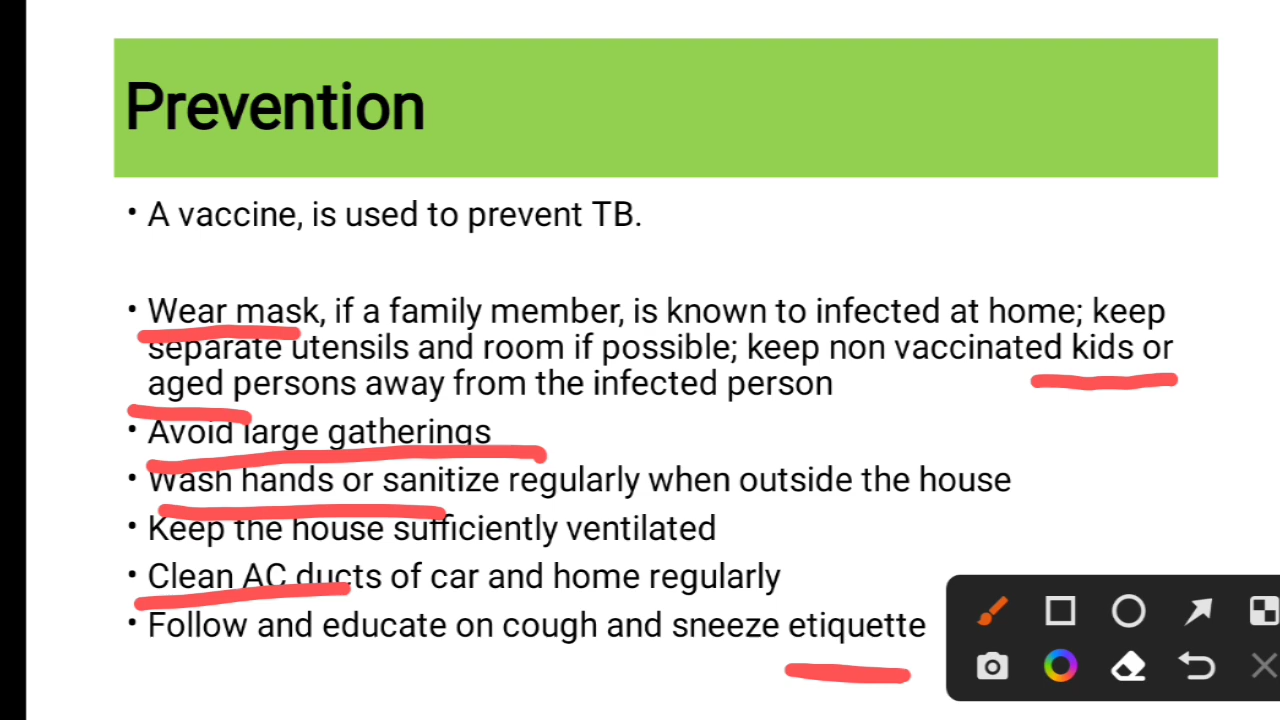 Prevention
• A vaccine, is used to prevent TB.
• Wear mask, if a family member, is known to infected at home; keep
separate utensils and room if possible; keep non vaccinated kids or
aged persons away from the infected person
• Avoid large gatherings
• Wash hands or sanitize regularly when outside the house
• Keep the house sufficiently ventilated
• Clean AC ducts of car and home regularly
• Follow and educate on cough and sneeze etiquette